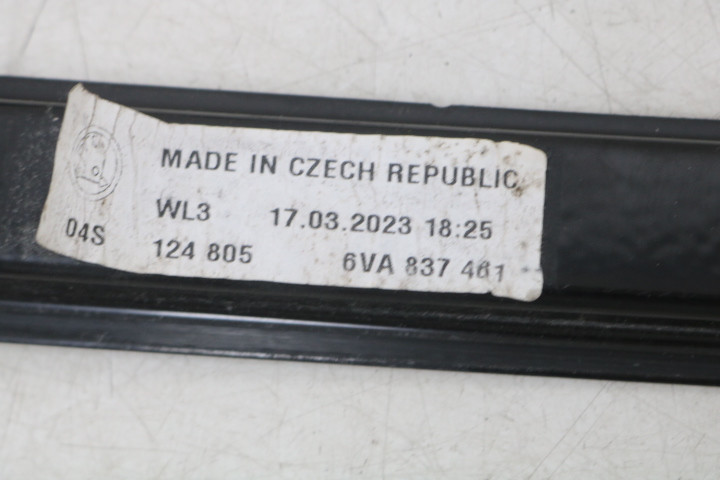 MADE IN CZECH REPUBLIC
WL3 17.03.2023 18:25
04S 124 805 6VA 837 461